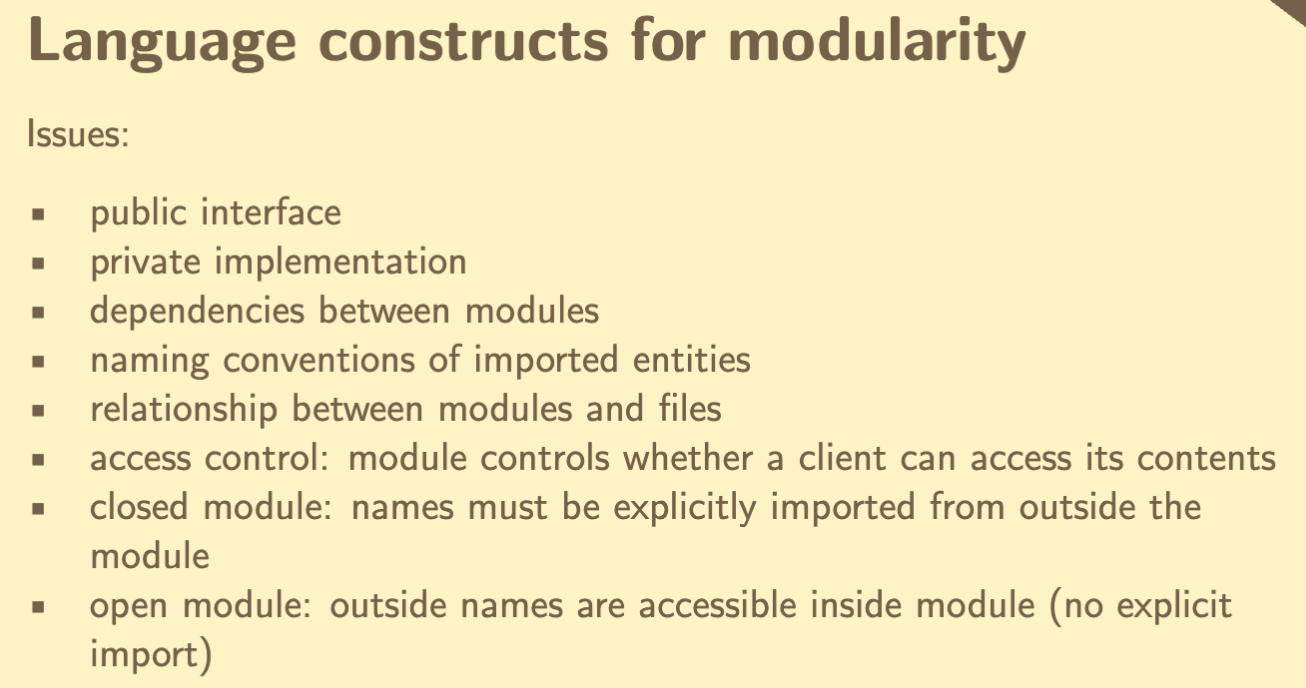 Language constructs for modularity
Issues:
▪ public interface
▪ private implementation
▪ dependencies between modules
▪ naming conventions of imported entities
▪ relationship between modules and files
▪ access control: module controls whether a client can access its contents
▪ closed module: names must be explicitly imported from outside the
module
▪ open module: outside names are accessible inside module (no explicit
import)